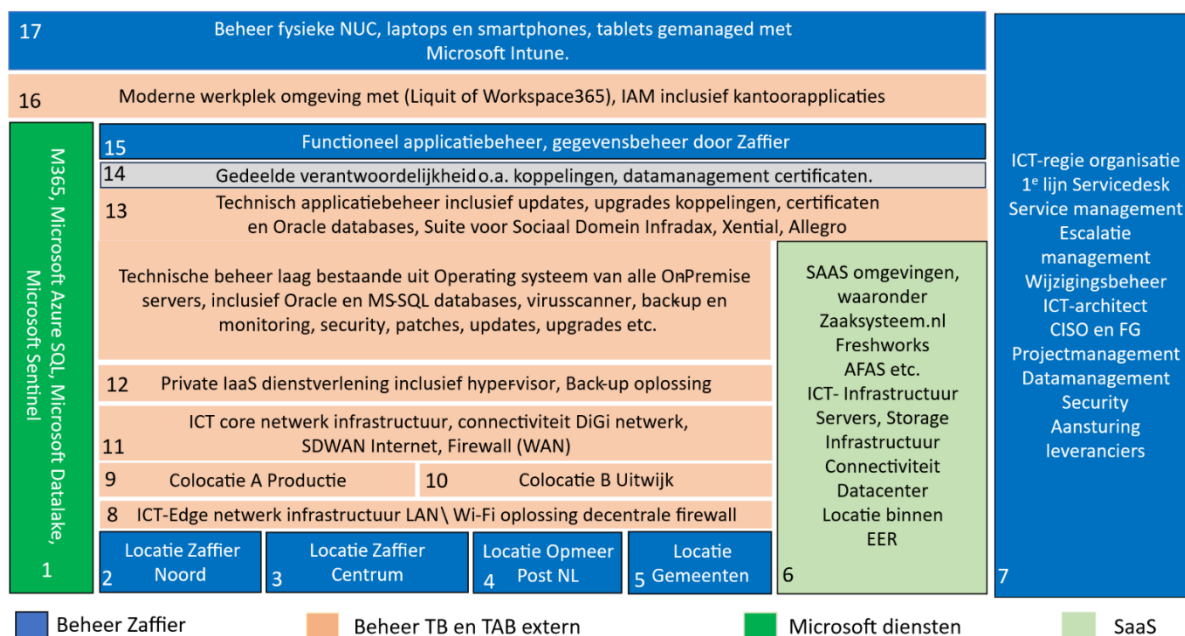 17
Beheer fysieke NUC, laptops en smartphones, tablets gemanaged met
Microsoft Intune.
16
Moderne werkplek omgeving met (Liquit of Workspace365), IAM inclusief kantoorapplicaties
M365, Microsoft Azure SQL, Microsoft Datalake,
Microsoft Sentinel
1
15
Functioneel applicatiebeheer, gegevensbeheer door Zaffier
14
Gedeelde verantwoordelijkheid o.a. koppelingen, datamanagement certificaten.
13
Technisch applicatiebeheer inclusief updates, upgrades koppelingen, certificaten
en Oracle databases, Suite voor Sociaal Domein Infradax, Xential, Allegro
Technische beheer laag bestaande uit Operating systeem van alle OnPremise
servers, inclusief Oracle en MS-SQL databases, virusscanner, back-up en
monitoring, security, patches, updates, upgrades etc.
12
Private IaaS dienstverlening inclusief hypervisor, Back-up oplossing
11
ICT core netwerk infrastructuur, connectiviteit DiGi netwerk,
SDWAN Internet, Firewall (WAN)
9
Colocatie A Productie
10
Colocatie B Uitwijk
8
ICT-Edge netwerk infrastructuur LAN\ Wi-Fi oplossing decentrale firewall
2
Locatie Zaffier
Noord
3
Locatie Zaffier
Centrum
4
Locatie Opmeer
Post NL
5
Locatie
Gemeenten
SAAS omgevingen,
waaronder
Zaaksysteem.nl
Freshworks
AFAS etc.
ICT- Infrastructuur
Servers, Storage
Infrastructuur
Connectiviteit
Datacenter
Locatie binnen
EER
6
ICT-regie organisatie
1e lijn Servicedesk
Service management
Escalatie
management
Wijzigingsbeheer
ICT-architect
CISO en FG
Projectmanagement
Datamanagement
Security
Aansturing
leveranciers
7
Beheer Zaffier
Beheer TB en TAB extern
Microsoft diensten
SaaS